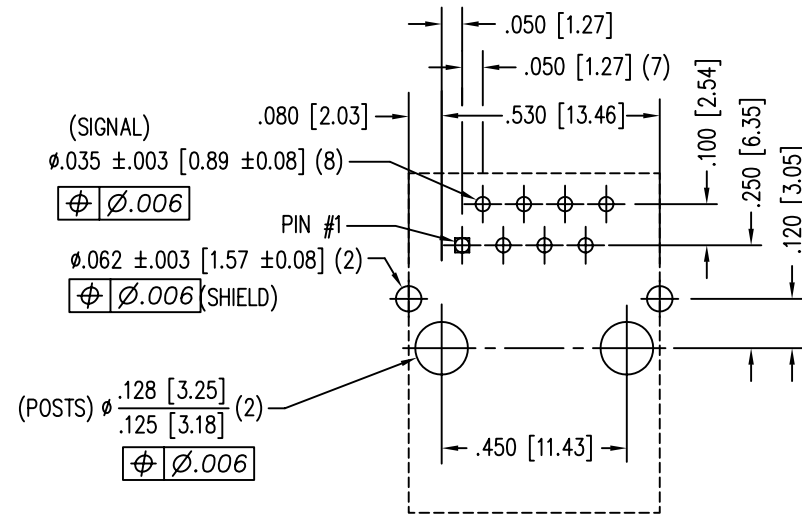 .050 [1.27]
.050 [1.27] (7)
.080 [2.03]
.530 [13.46]
.100 [2.54]
.250 [6.35]
.120 [3.05]
(SIGNAL)
ø.035 ±.003 [0.89 ±0.08] (8)
⌖ Ø.006
PIN #1
ø.062 ±.003 [1.57 ±0.08] (2)
⌖ Ø.006 (SHIELD)
(POSTS) ø .128 [3.25] (2)
.125 [3.18]
⌖ Ø.006
.450 [11.43]